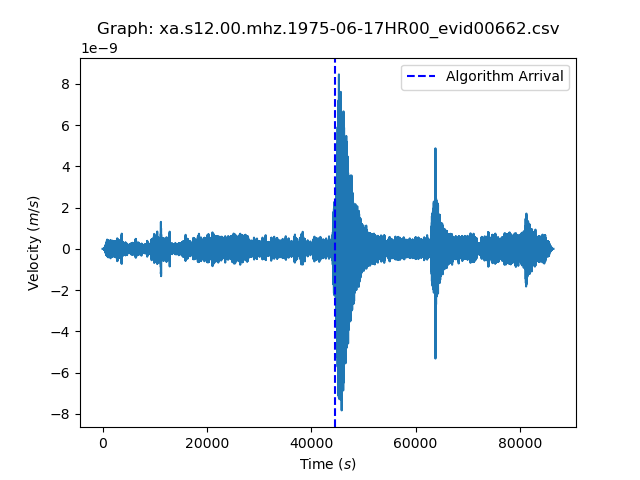 Graph: xa.s12.00.mhz.1975-06-17HR00_evid00662.csv
1e−9
Algorithm Arrival
8
6
4
2
0
−2
−4
−6
−8
Velocity (m/s)
0 20000 40000 60000 80000
Time (s)